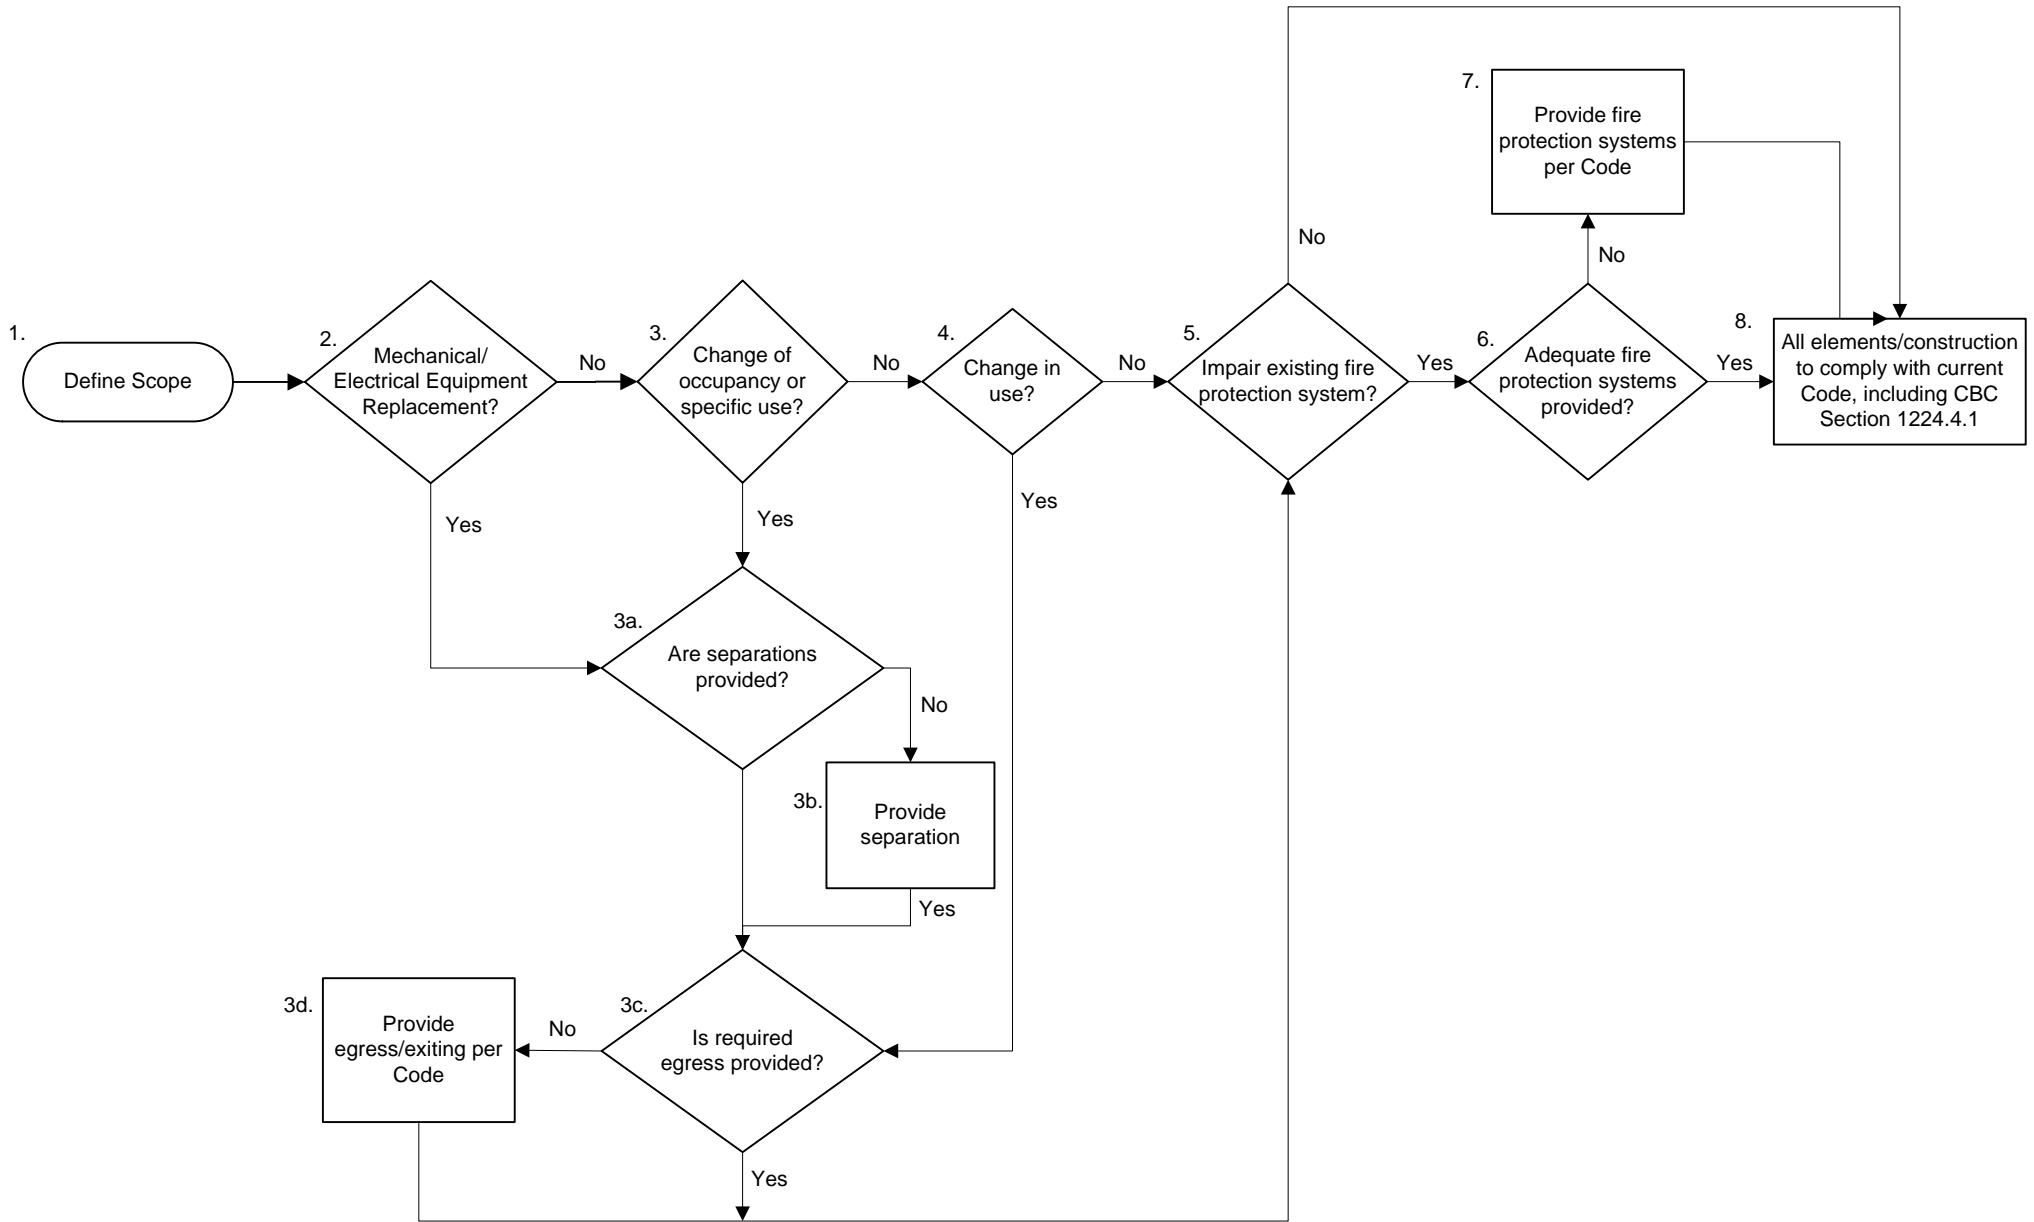 1.
Define Scope
2.
Mechanical/
Electrical Equipment
Replacement?
No
Yes
3.
Change of
occupancy or
specific use?
No
Yes
4.
Change in
use?
No
Yes
5.
Impair existing fire
protection system?
No
Yes
6.
Adequate fire
protection systems
provided?
No
Yes
7.
Provide fire
protection systems
per Code
8.
All elements/construction
to comply with current
Code, including CBC
Section 1224.4.1
3a.
Are separations
provided?
No
3b.
Provide
separation
Yes
3c.
Is required
egress provided?
No
Yes
3d.
Provide
egress/exiting per
Code